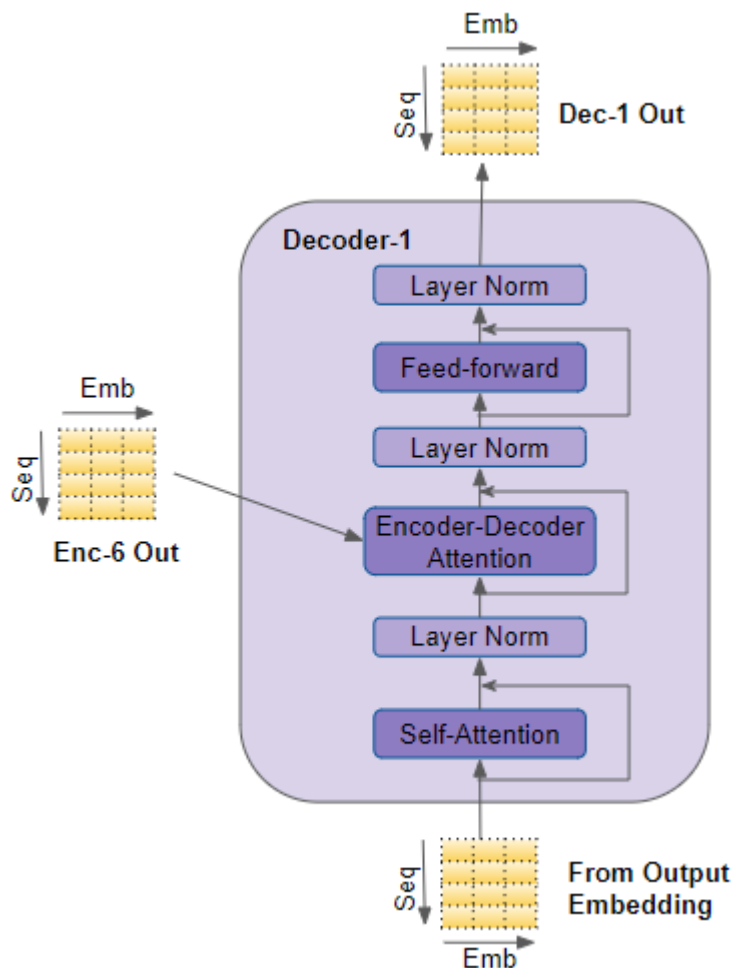 Emb
Seq
Dec-1 Out
Decoder-1
Layer Norm
Feed-forward
Emb
Layer Norm
Seq
Encoder-Decoder
Attention
Enc-6 Out
Layer Norm
Self-Attention
Seq
From Output
Embedding
Emb